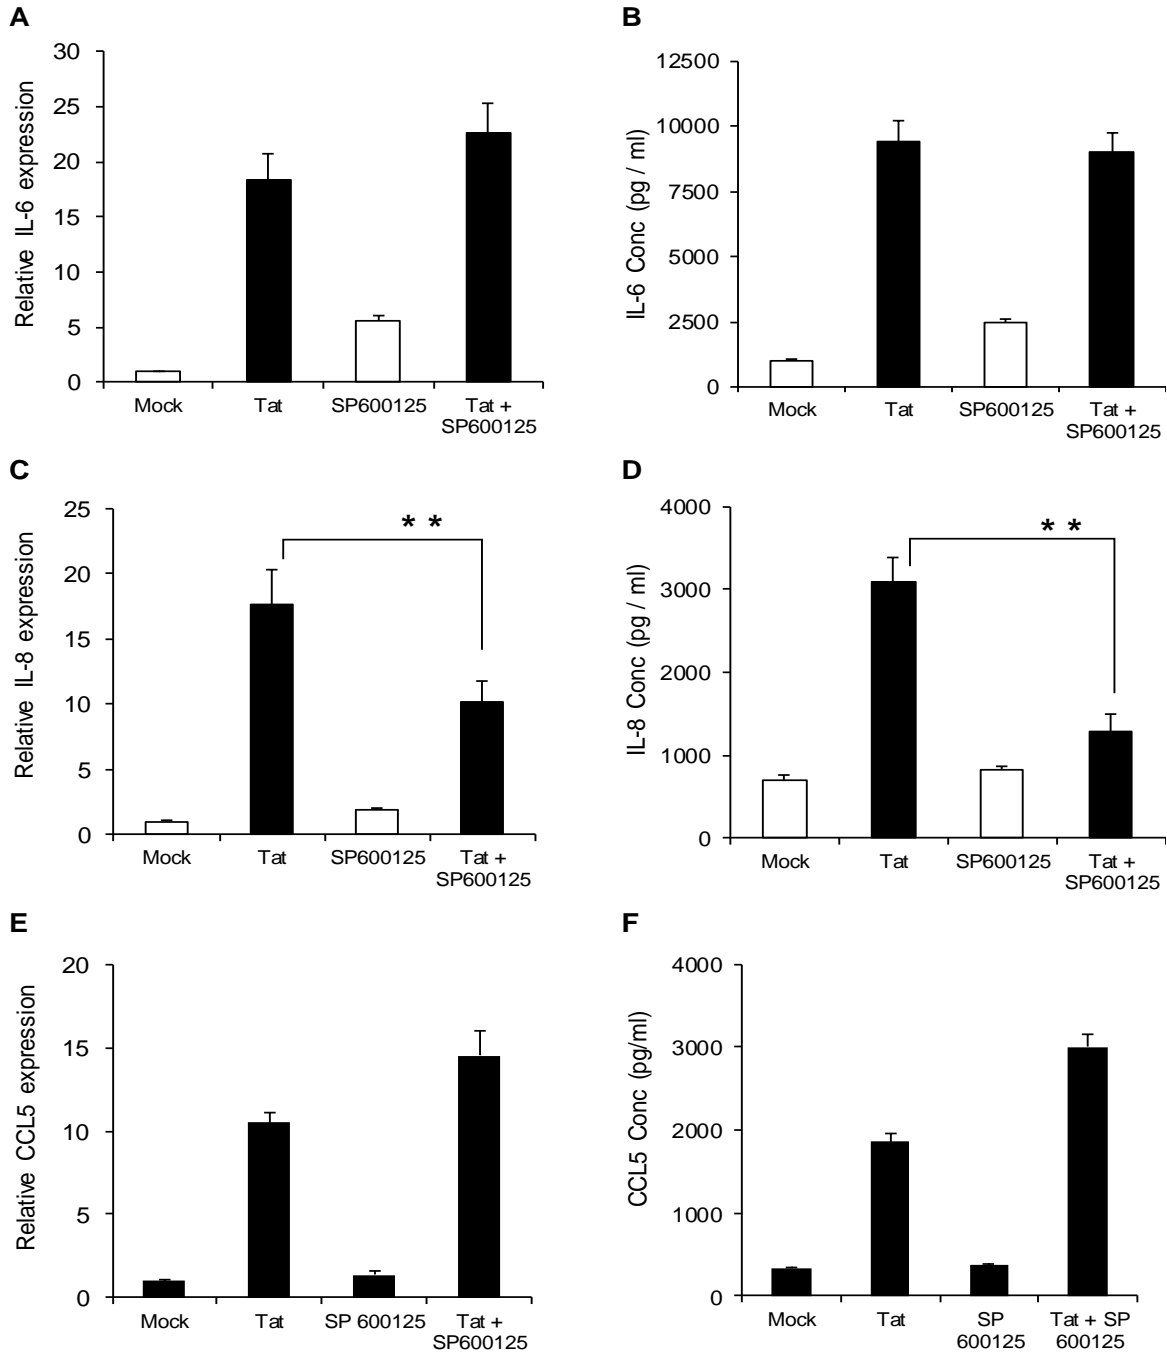 A
Relative IL-6 expression
30
25
20
15
10
5
0
Mock
Tat
SP600125
Tat +
SP600125
B
IL-6 Conc (pg / ml)
12500
10000
7500
5000
2500
0
Mock
Tat
SP600125
Tat +
SP600125
C
Relative IL-8 expression
25
20
15
10
5
0
* *
Mock
Tat
SP600125
Tat +
SP600125
D
IL-8 Conc (pg / ml)
4000
3000
2000
1000
0
* *
Mock
Tat
SP600125
Tat +
SP600125
E
Relative CCL5 expression
20
15
10
5
0
Mock
Tat
SP 600125
Tat +
SP600125
F
CCL5 Conc (pg/ml)
4000
3000
2000
1000
0
Mock
Tat
SP
600125
Tat + SP
600125